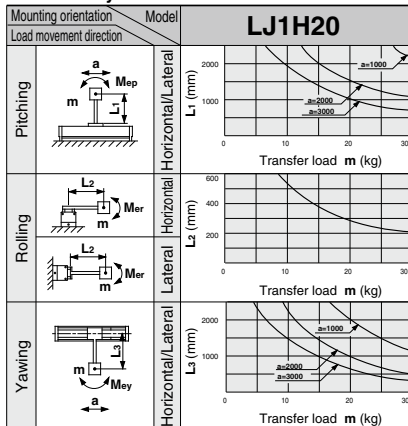 Mounting orientation Model
Load movement direction
LJ1H20
Pitching
a
Mep
m
L1
Horizontal/Lateral
L1 (mm)
2000
1000
a=1000
a=2000
a=3000
0 10 20 30
Transfer load m (kg)
Rolling
L2
Mer
m
Horizontal
L2
Mer
m
Lateral
L2 (mm)
600
400
200
0 10 20 30
Transfer load m (kg)
Yawing
L3
m
Mey
a
Horizontal/Lateral
L3 (mm)
2000
1000
a=1000
a=2000
a=3000
0 10 20 30
Transfer load m (kg)